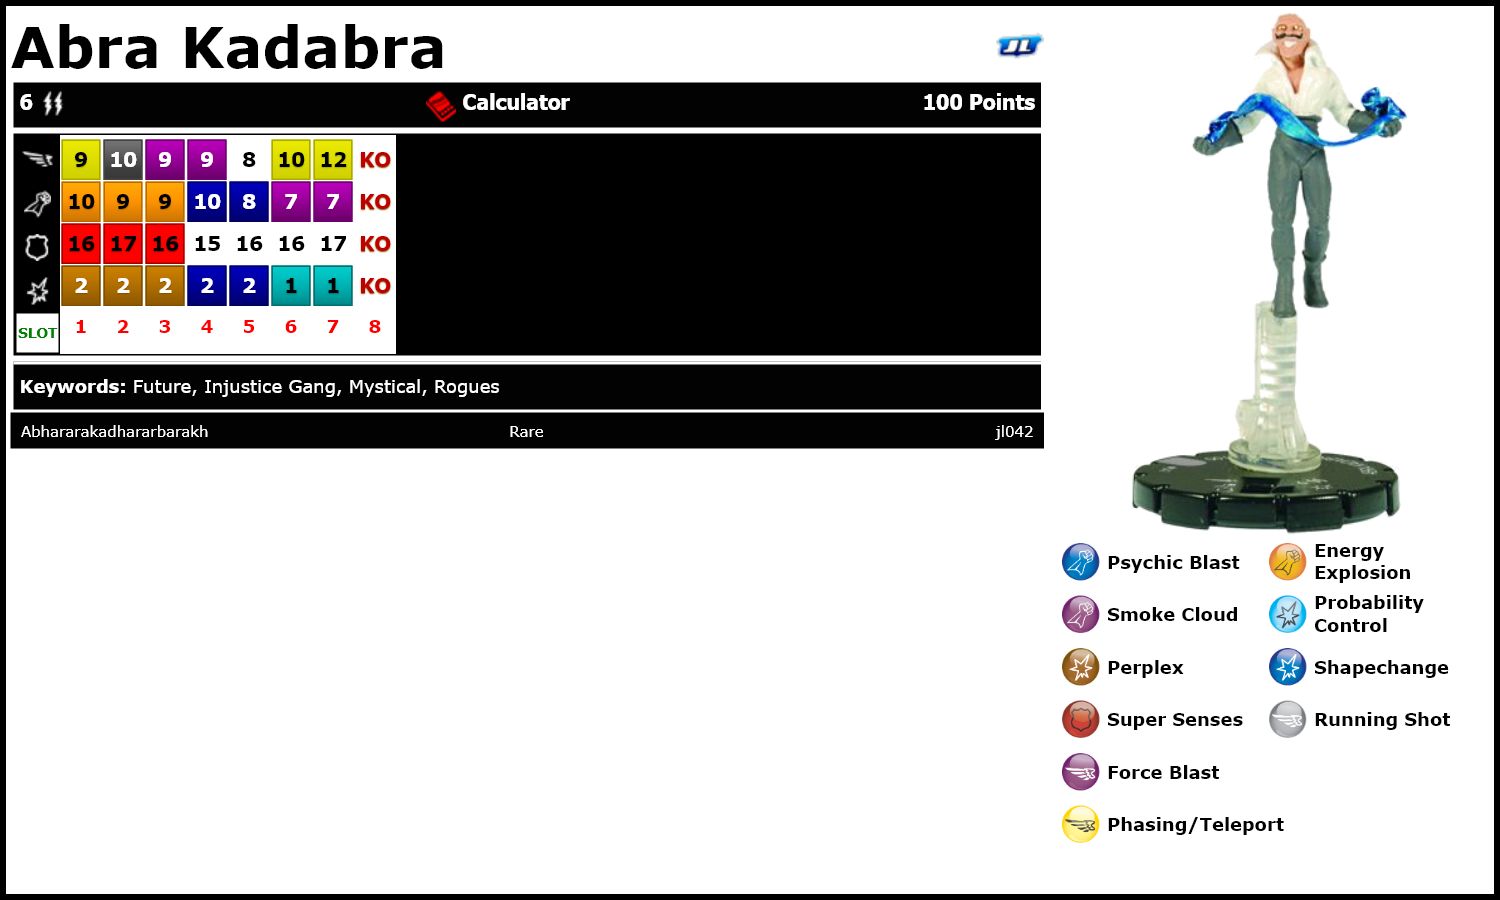 Abra Kadabra
JL
6 Calculator 100 Points
9 10 9 9 8 10 12 KO
10 9 9 10 8 7 7 KO
16 17 16 15 16 16 17 KO
2 2 2 2 2 1 1 KO
SLOT 1 2 3 4 5 6 7 8
Keywords: Future, Injustice Gang, Mystical, Rogues
Abhararakadhararbarakh Rare jl042
Psychic Blast
Energy
Explosion
Smoke Cloud
Probability
Control
Perplex
Shapechange
Super Senses
Running Shot
Force Blast
Phasing/Teleport